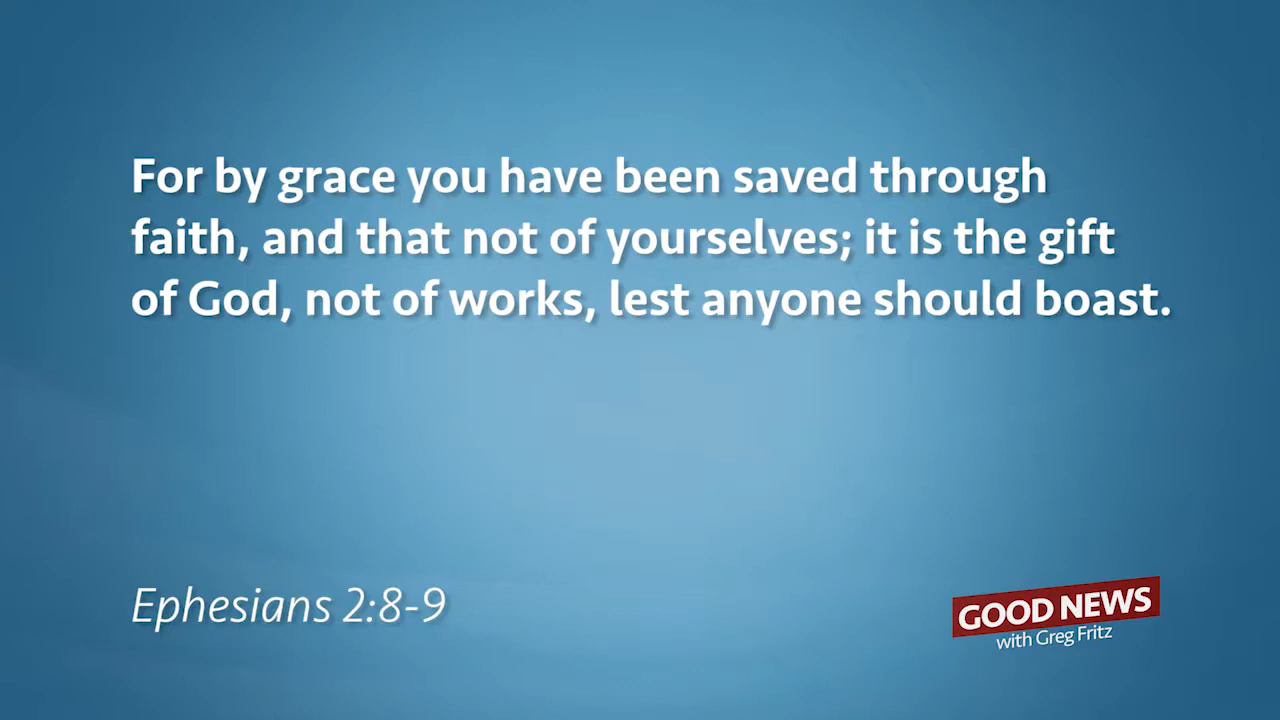 For by grace you have been saved through
faith, and that not of yourselves; it is the gift
of God, not of works, lest anyone should boast.
Ephesians 2:8-9
GOOD NEWS
with Greg Fritz